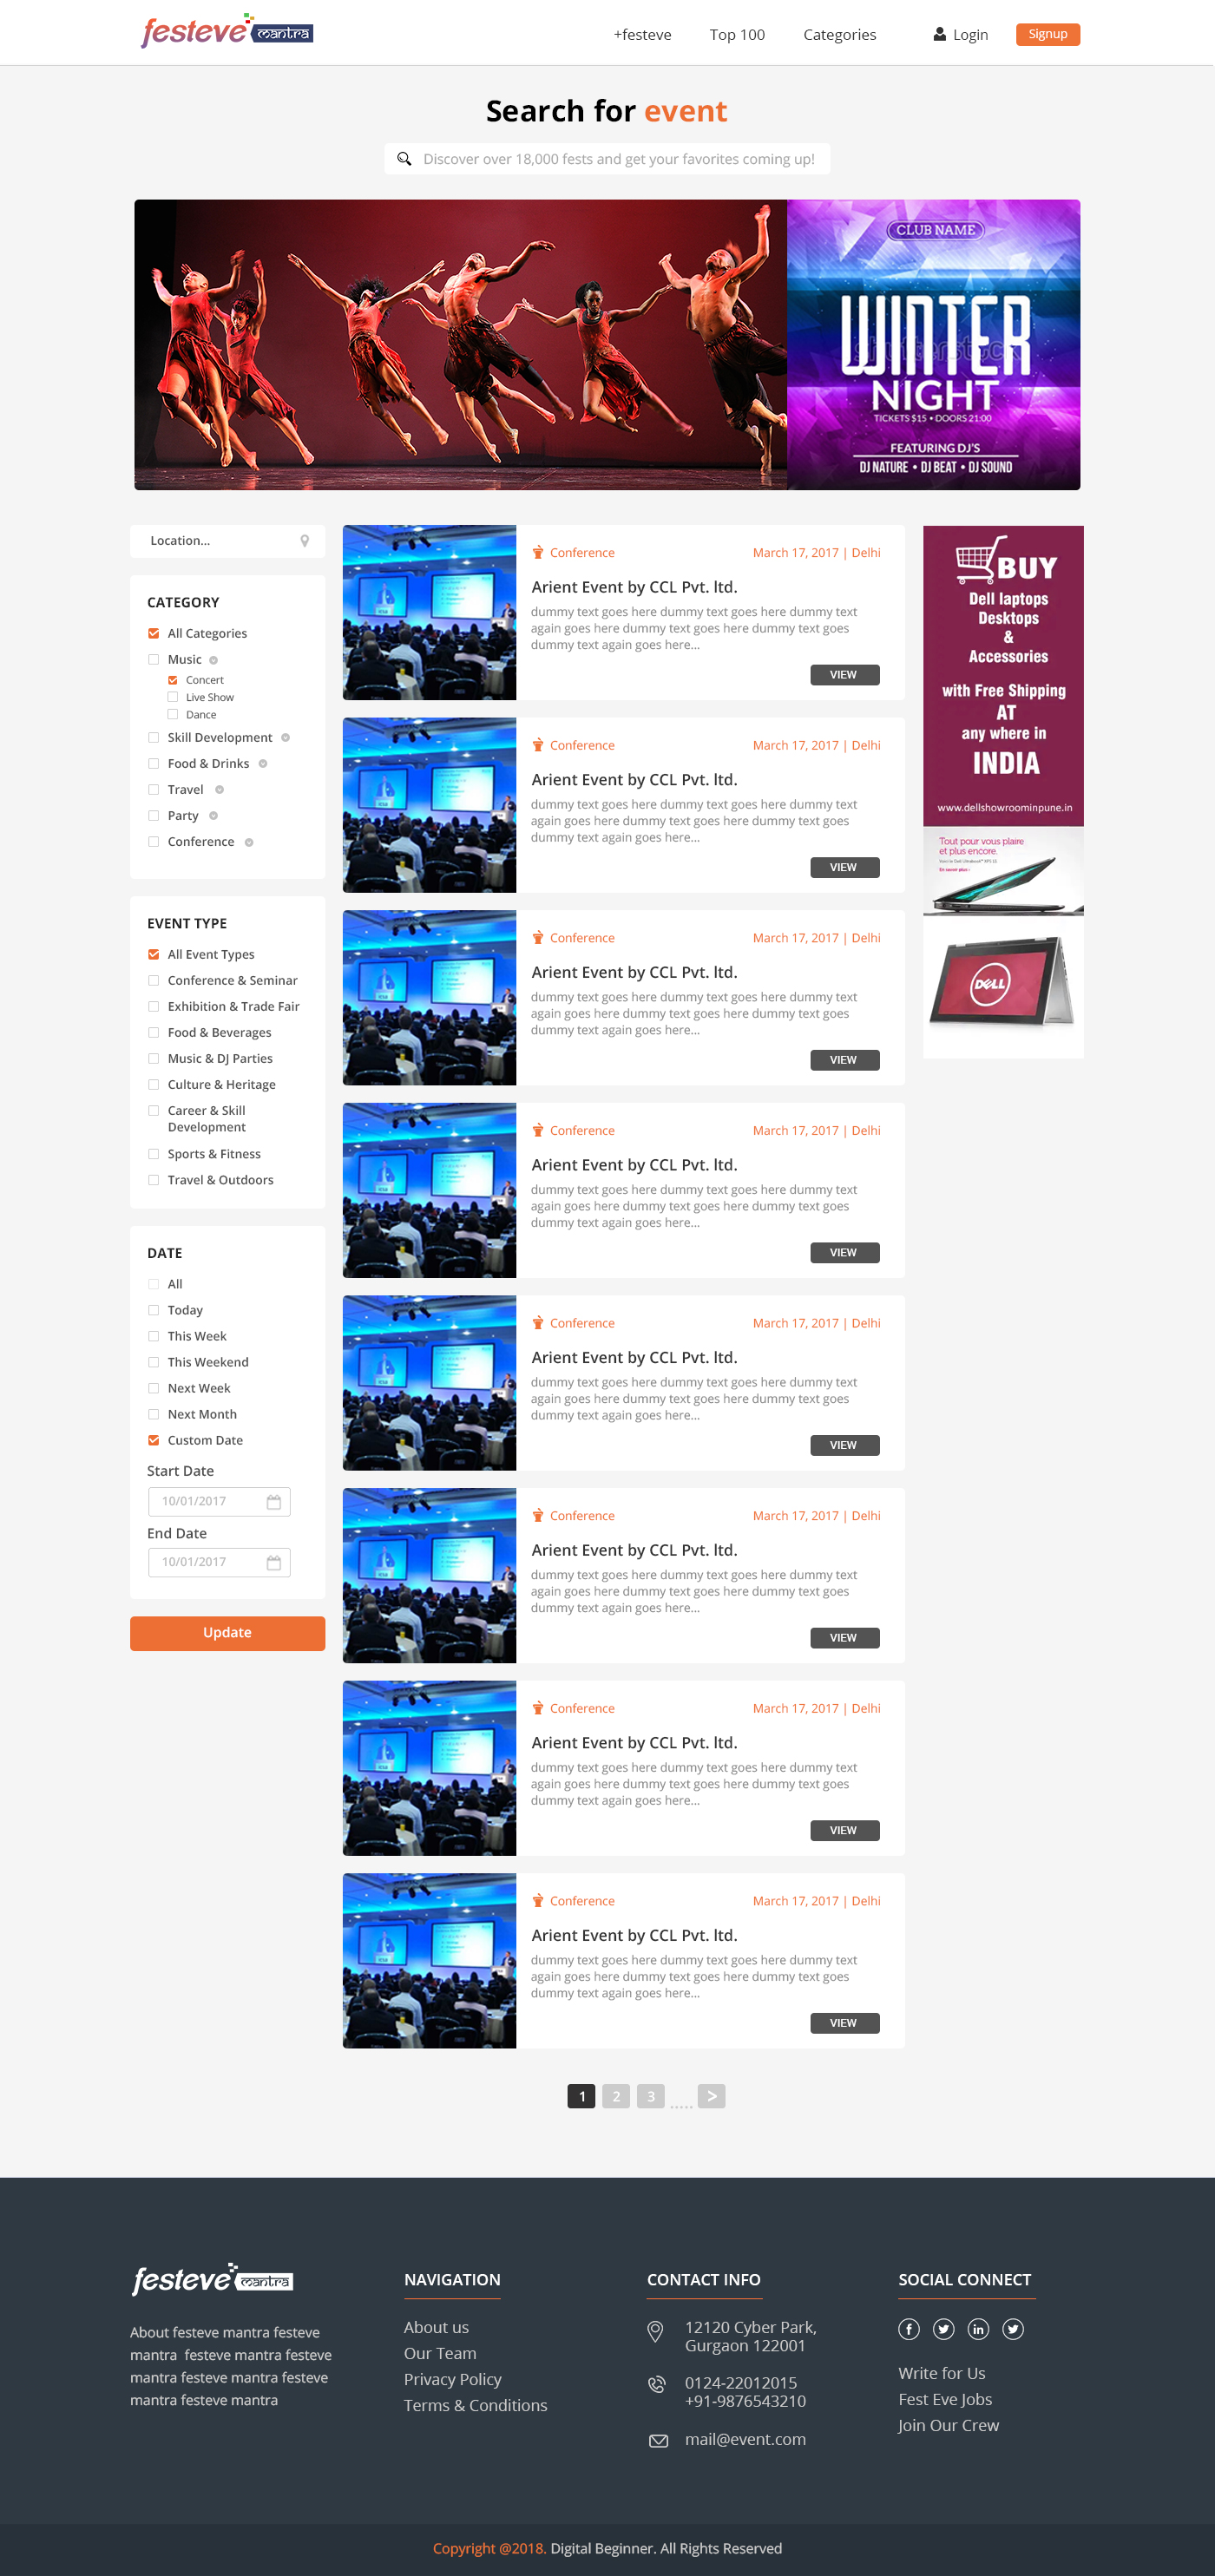 festeve mantra
+festeve
Top 100
Categories
Login
Signup
Search for event
Discover over 18,000 fests and get your favorites coming up!
CLUB NAME
WINTER
shutterstock
NIGHT
TICKETS $15 • DOORS 21:00
FEATURING DJ'S
DJ NATURE • DJ BEAT • DJ SOUND
Location...
CATEGORY
All Categories
Music
Concert
Live Show
Dance
Skill Development
Food & Drinks
Travel
Party
Conference
EVENT TYPE
All Event Types
Conference & Seminar
Exhibition & Trade Fair
Food & Beverages
Music & DJ Parties
Culture & Heritage
Career & Skill
Development
Sports & Fitness
Travel & Outdoors
DATE
All
Today
This Week
This Weekend
Next Week
Next Month
Custom Date
Start Date
10/01/2017
End Date
10/01/2017
Update
Conference
March 17, 2017 | Delhi
Arient Event by CCL Pvt. ltd.
dummy text goes here dummy text goes here dummy text
again goes here dummy text goes here dummy text goes
dummy text again goes here...
VIEW
Conference
March 17, 2017 | Delhi
Arient Event by CCL Pvt. ltd.
dummy text goes here dummy text goes here dummy text
again goes here dummy text goes here dummy text goes
dummy text again goes here...
VIEW
Conference
March 17, 2017 | Delhi
Arient Event by CCL Pvt. ltd.
dummy text goes here dummy text goes here dummy text
again goes here dummy text goes here dummy text goes
dummy text again goes here...
VIEW
Conference
March 17, 2017 | Delhi
Arient Event by CCL Pvt. ltd.
dummy text goes here dummy text goes here dummy text
again goes here dummy text goes here dummy text goes
dummy text again goes here...
VIEW
Conference
March 17, 2017 | Delhi
Arient Event by CCL Pvt. ltd.
dummy text goes here dummy text goes here dummy text
again goes here dummy text goes here dummy text goes
dummy text again goes here...
VIEW
Conference
March 17, 2017 | Delhi
Arient Event by CCL Pvt. ltd.
dummy text goes here dummy text goes here dummy text
again goes here dummy text goes here dummy text goes
dummy text again goes here...
VIEW
Conference
March 17, 2017 | Delhi
Arient Event by CCL Pvt. ltd.
dummy text goes here dummy text goes here dummy text
again goes here dummy text goes here dummy text goes
dummy text again goes here...
VIEW
Conference
March 17, 2017 | Delhi
Arient Event by CCL Pvt. ltd.
dummy text goes here dummy text goes here dummy text
again goes here dummy text goes here dummy text goes
dummy text again goes here...
VIEW
BUY
Dell laptops
Desktops
&
Accessories
with Free Shipping
AT
any where in
INDIA
www.dellshowroominpune.in
Tout pour vous plaire
et plus encore.
En savoir plus ›
DELL
1 2 3 ..... >
festeve mantra
About festeve mantra festeve
mantra festeve mantra festeve
mantra festeve mantra festeve
mantra festeve mantra
NAVIGATION
About us
Our Team
Privacy Policy
Terms & Conditions
CONTACT INFO
12120 Cyber Park,
Gurgaon 122001
0124-22012015
+91-9876543210
mail@event.com
SOCIAL CONNECT
Write for Us
Fest Eve Jobs
Join Our Crew
Copyright @2018. Digital Beginner. All Rights Reserved